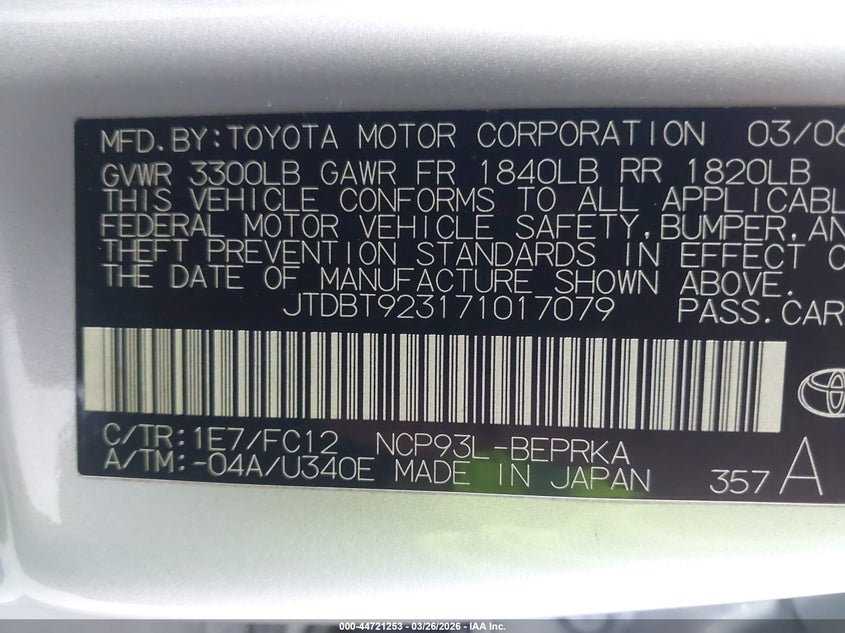 MFD. BY: TOYOTA MOTOR CORPORATION 03/06
GVWR 3300LB GAWR FR 1840LB RR 1820LB
THIS VEHICLE CONFORMS TO ALL APPLICABL
FEDERAL MOTOR VEHICLE SAFETY, BUMPER, AN
THEFT PREVENTION STANDARDS IN EFFECT O
THE DATE OF MANUFACTURE SHOWN ABOVE.
JTDBT923171017079 PASS. CAR
C/TR: 1E7/FC12 NCP93L-BEPRKA
A/TM: -04A/U340E MADE IN JAPAN 357 A
000-44721253 - 03/26/2026 - IAA Inc.